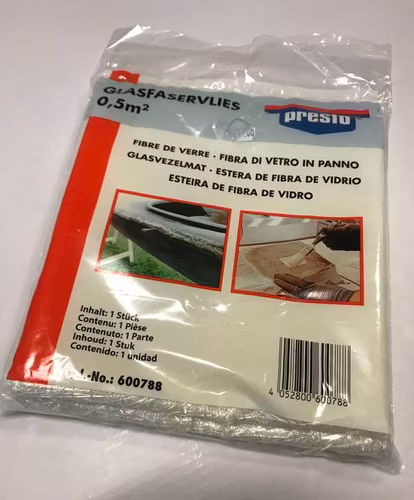 GLASFASERVLIES
0,5m²
presto
FIBRE DE VERRE · FIBRA DI VETRO IN PANNO
GLASVEZELMAT · ESTERA DE FIBRA DE VIDRIO
ESTEIRA DE FIBRA DE VIDRO
Inhalt: 1 Stück
Contenu: 1 Pièse
Contenuto: 1 Parte
Inhoud: 1 Stuk
Contenido: 1 unidad
.-No.: 600788
4 052800 600788